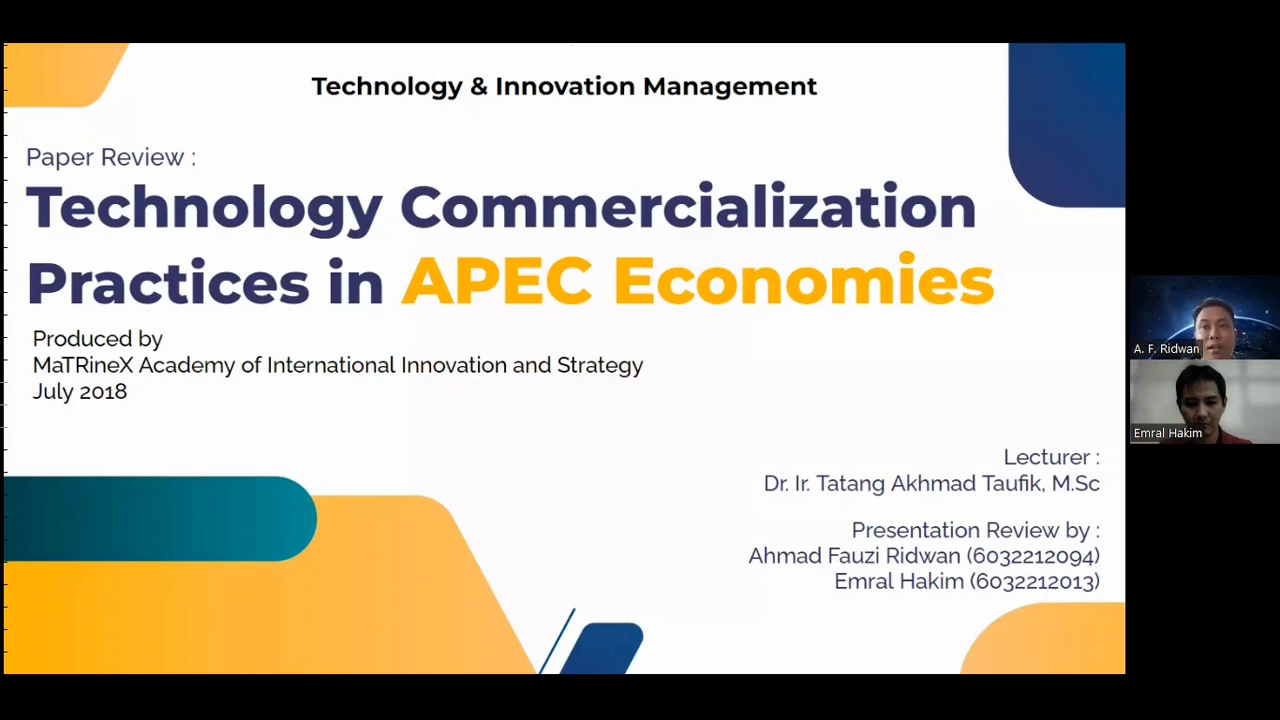 Technology & Innovation Management
Paper Review :
Technology Commercialization
Practices in APEC Economies
Produced by
MaTRineX Academy of International Innovation and Strategy
July 2018
Lecturer :
Dr. Ir. Tatang Akhmad Taufik, M.Sc
Presentation Review by :
Ahmad Fauzi Ridwan (6032212094)
Emral Hakim (6032212013)
A. F. Ridwan
Emral Hakim